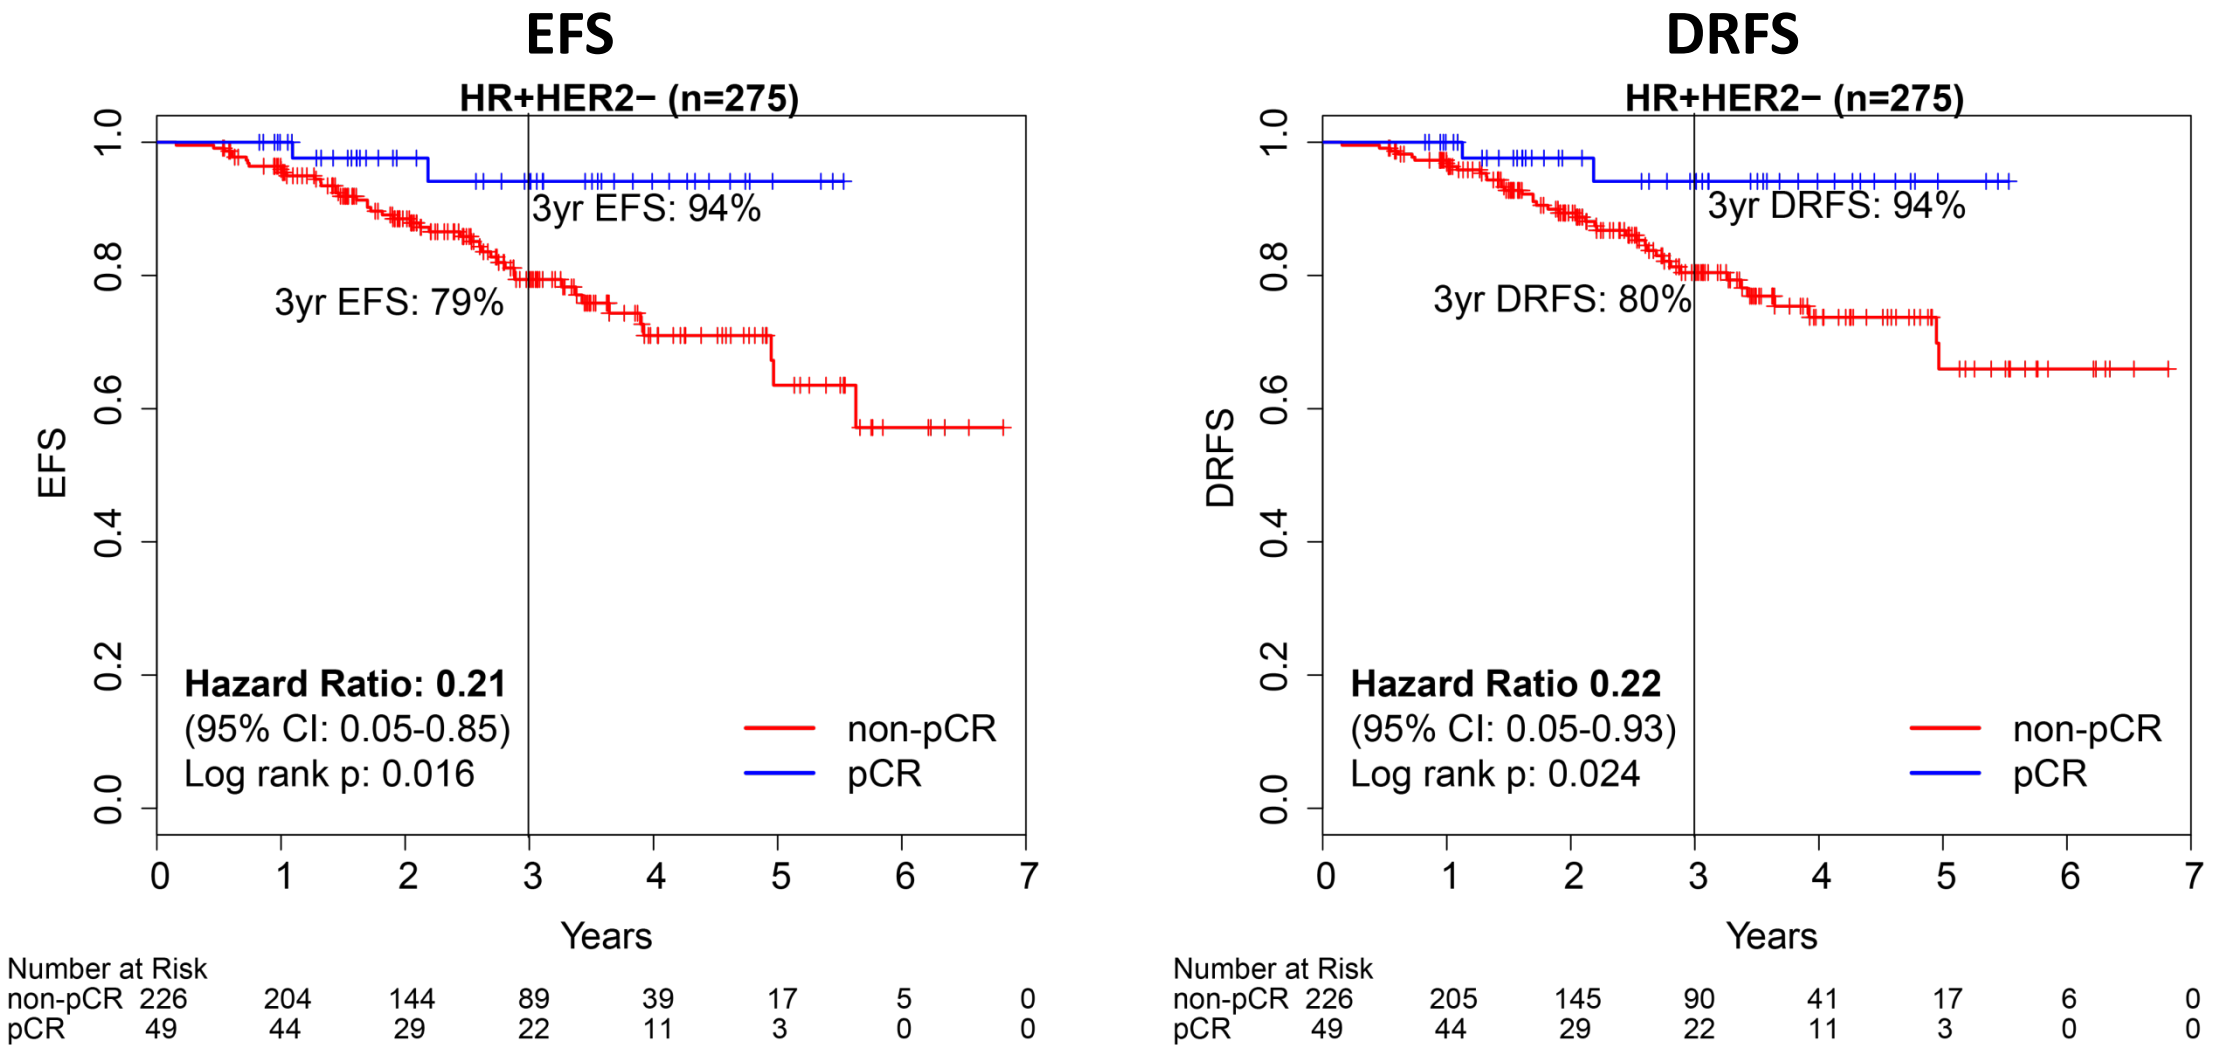 EFS
HR+HER2− (n=275)
1.0
0.8
0.6
0.4
0.2
0.0
EFS
3yr EFS: 94%
3yr EFS: 79%
Hazard Ratio: 0.21
(95% CI: 0.05-0.85)
Log rank p: 0.016
non-pCR
pCR
0 1 2 3 4 5 6 7
Years
Number at Risk
non-pCR 226 204 144 89 39 17 5 0
pCR 49 44 29 22 11 3 0 0
DRFS
HR+HER2− (n=275)
1.0
0.8
0.6
0.4
0.2
0.0
DRFS
3yr DRFS: 94%
3yr DRFS: 80%
Hazard Ratio 0.22
(95% CI: 0.05-0.93)
Log rank p: 0.024
non-pCR
pCR
0 1 2 3 4 5 6 7
Years
Number at Risk
non-pCR 226 205 145 90 41 17 6 0
pCR 49 44 29 22 11 3 0 0